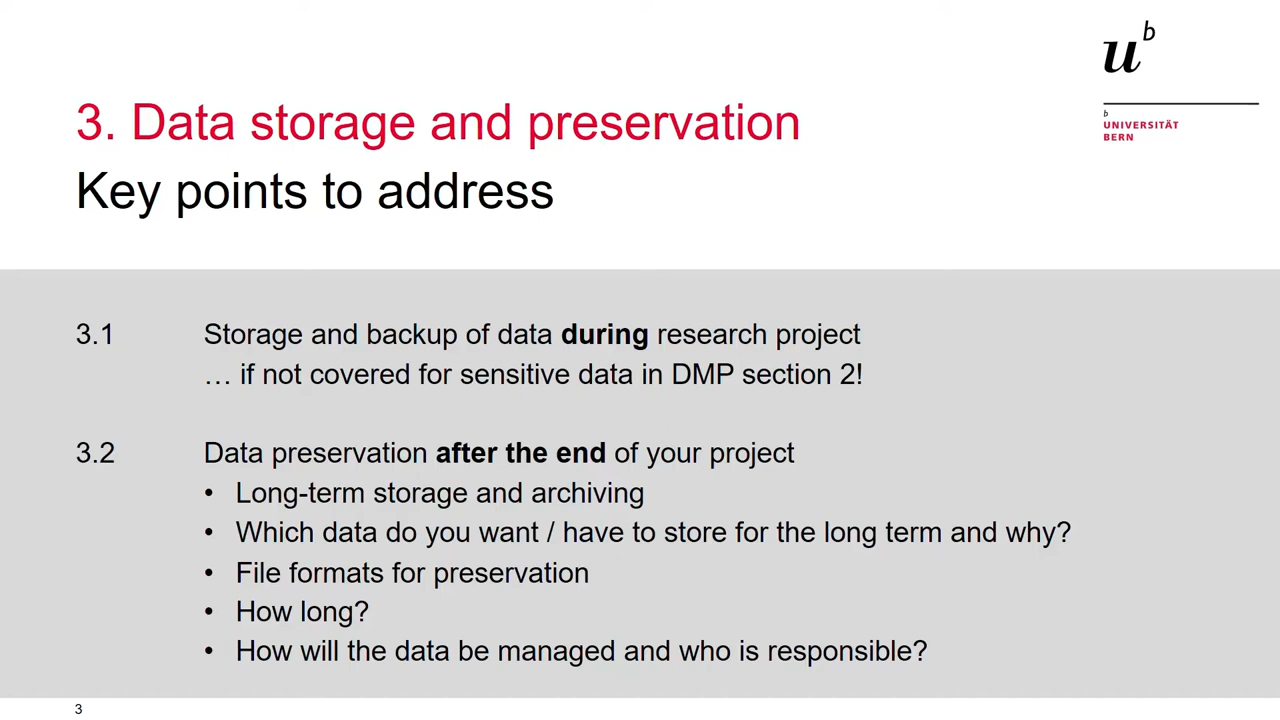 u b
b
UNIVERSITÄT
BERN
3. Data storage and preservation
Key points to address
3.1 Storage and backup of data during research project
… if not covered for sensitive data in DMP section 2!
3.2 Data preservation after the end of your project
• Long-term storage and archiving
• Which data do you want / have to store for the long term and why?
• File formats for preservation
• How long?
• How will the data be managed and who is responsible?
3